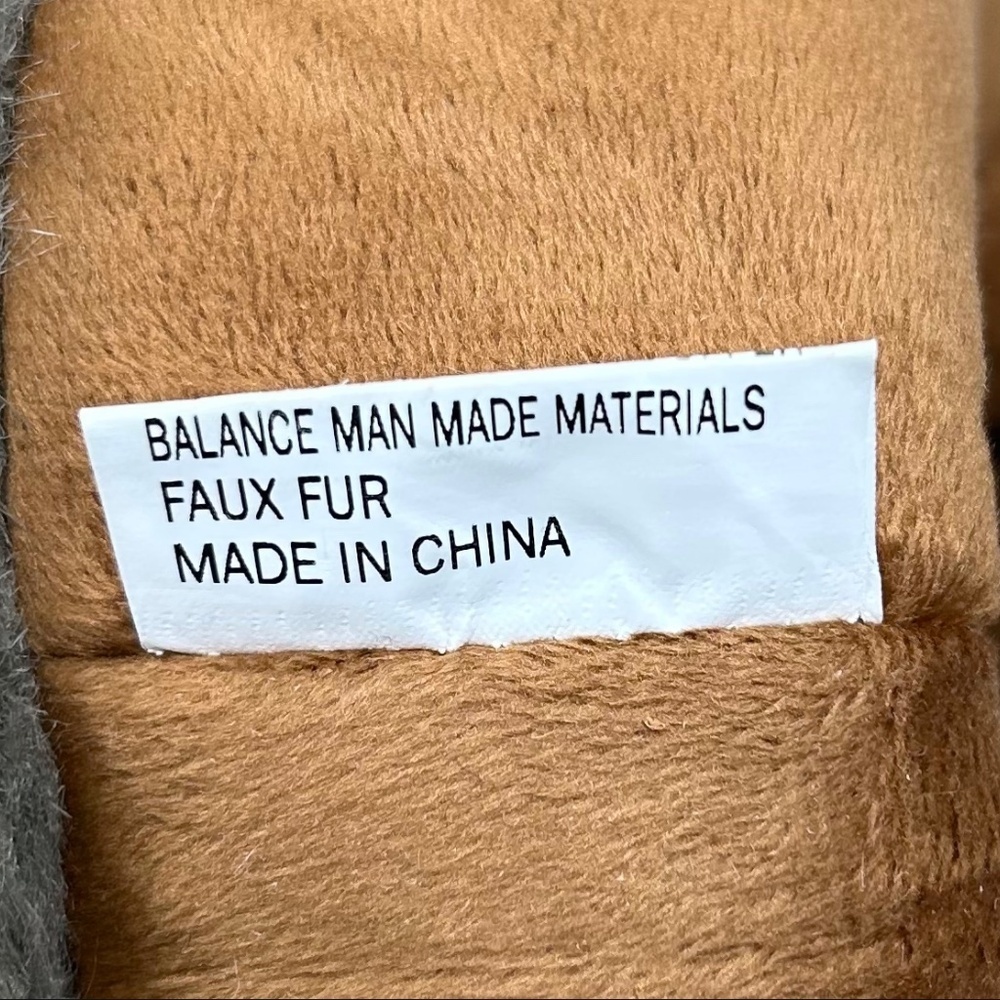 BALANCE MAN MADE MATERIALS
FAUX FUR
MADE IN CHINA